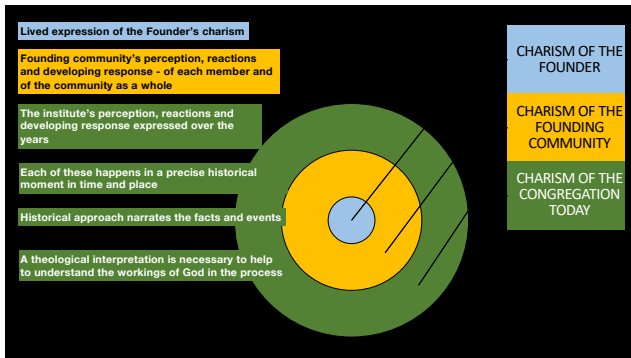 Lived expression of the Founder's charism
Founding community's perception, reactions
and developing response - of each member and
of the community as a whole
The institute's perception, reactions and
developing response expressed over the
years
Each of these happens in a precise historical
moment in time and place
Historical approach narrates the facts and events
A theological interpretation is necessary to help
to understand the workings of God in the process
CHARISM OF THE
FOUNDER
CHARISM OF THE
FOUNDING
COMMUNITY
CHARISM OF THE
CONGREGATION
TODAY